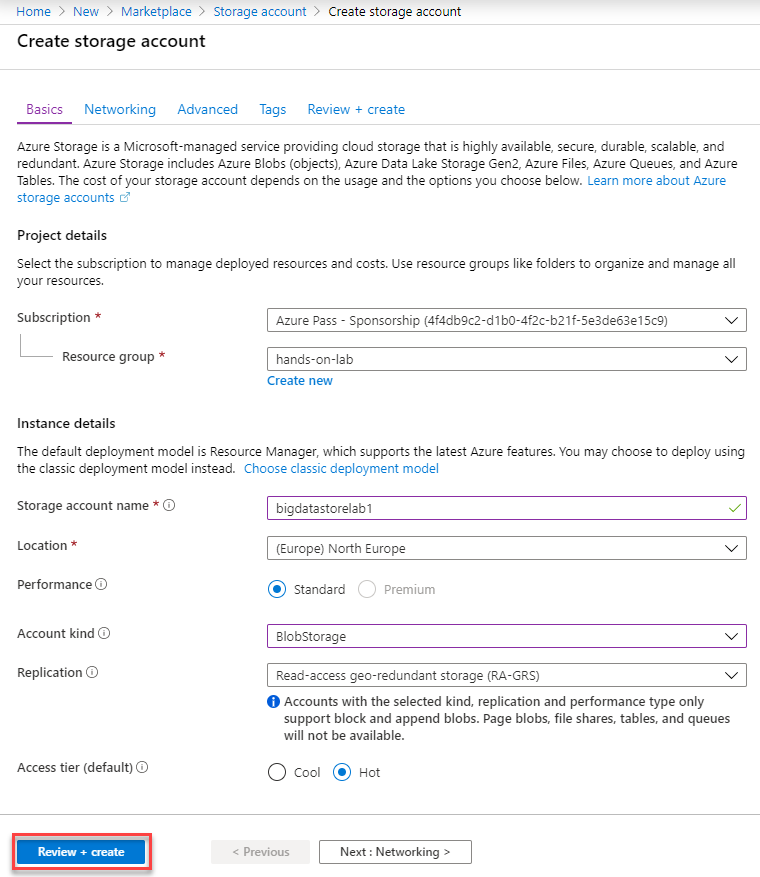 Home > New > Marketplace > Storage account > Create storage account
Create storage account
Basics Networking Advanced Tags Review + create
Azure Storage is a Microsoft-managed service providing cloud storage that is highly available, secure, durable, scalable, and
redundant. Azure Storage includes Azure Blobs (objects), Azure Data Lake Storage Gen2, Azure Files, Azure Queues, and Azure
Tables. The cost of your storage account depends on the usage and the options you choose below. Learn more about Azure
storage accounts
Project details
Select the subscription to manage deployed resources and costs. Use resource groups like folders to organize and manage all
your resources.
Subscription * Azure Pass - Sponsorship (4f4db9c2-d1b0-4f2c-b21f-5e3de63e15c9)
Resource group * hands-on-lab
Create new
Instance details
The default deployment model is Resource Manager, which supports the latest Azure features. You may choose to deploy using
the classic deployment model instead. Choose classic deployment model
Storage account name * bigdatastorelab1
Location * (Europe) North Europe
Performance Standard Premium
Account kind BlobStorage
Replication Read-access geo-redundant storage (RA-GRS)
Accounts with the selected kind, replication and performance type only
support block and append blobs. Page blobs, file shares, tables, and queues
will not be available.
Access tier (default) Cool Hot
Review + create < Previous Next : Networking >